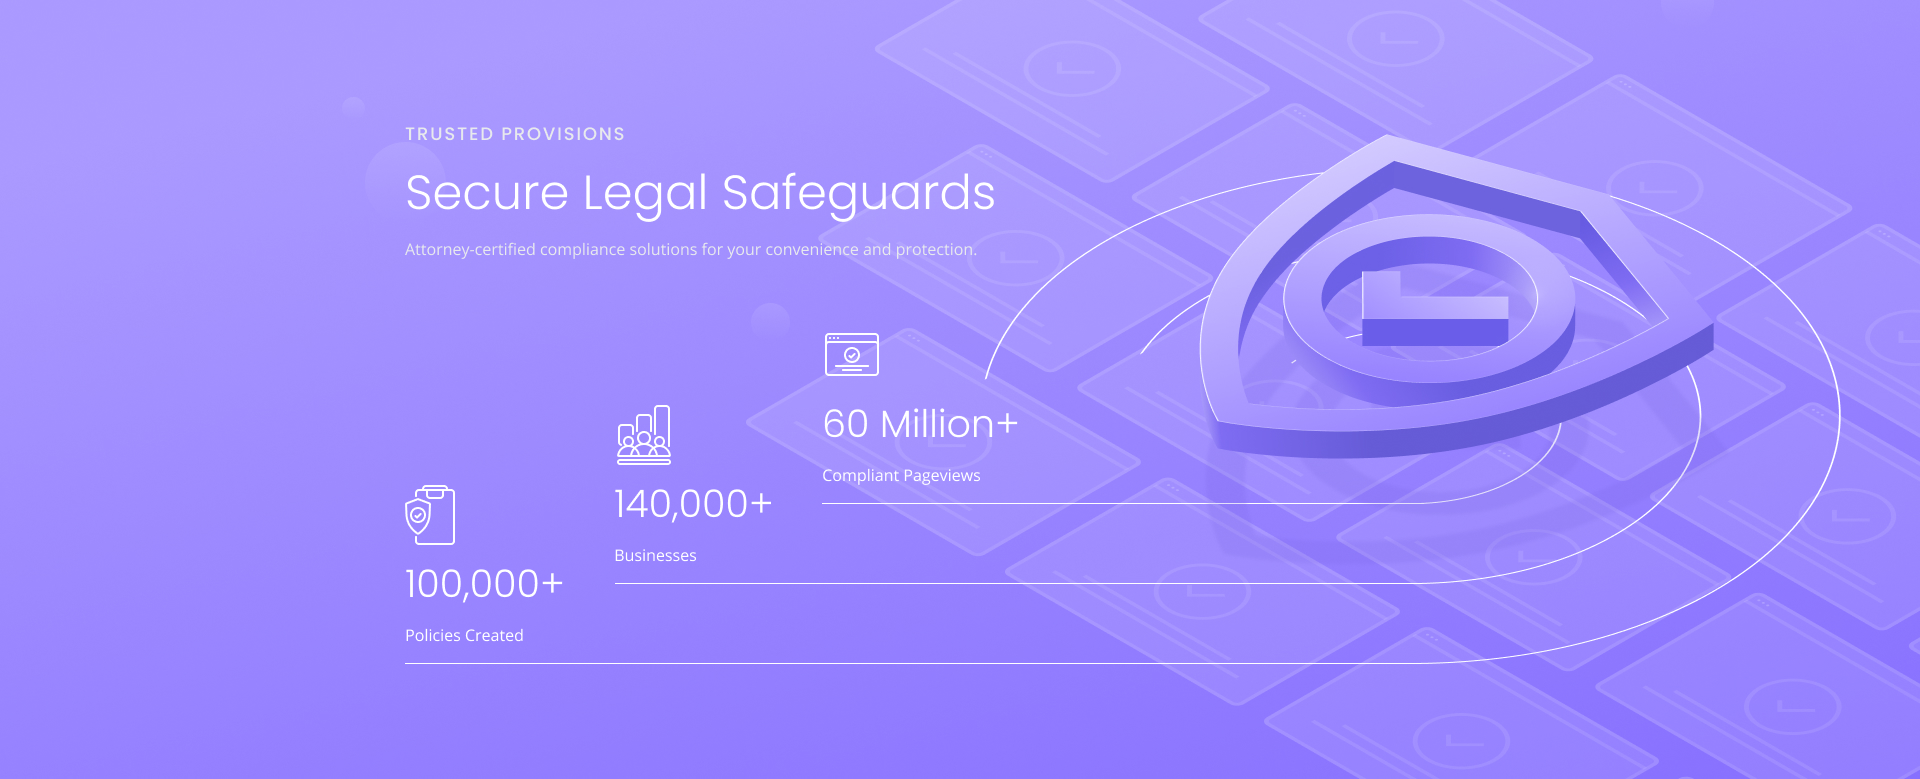 TRUSTED PROVISIONS
Secure Legal Safeguards
Attorney-certified compliance solutions for your convenience and protection.
60 Million+
Compliant Pageviews
140,000+
Businesses
100,000+
Policies Created